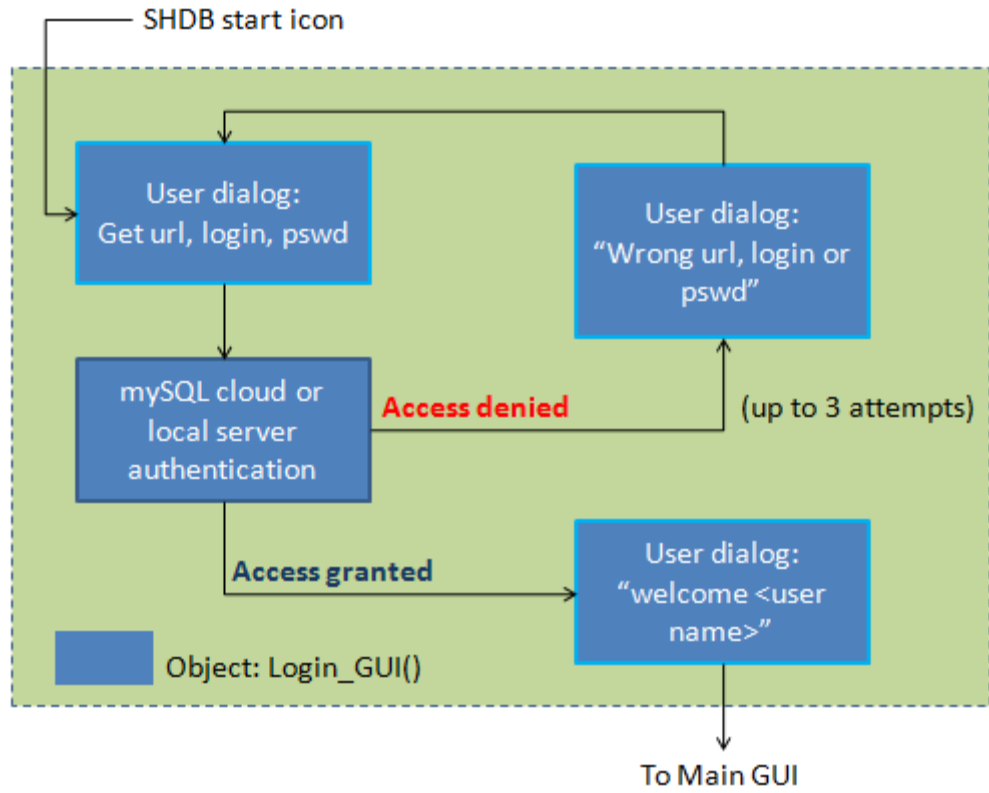 SHDB start icon
User dialog:
Get url, login, pswd
User dialog:
“Wrong url, login or
pswd”
mySQL cloud or
local server
authentication
Access denied
(up to 3 attempts)
Access granted
User dialog:
“welcome <user
name>”
Object: Login_GUI()
To Main GUI